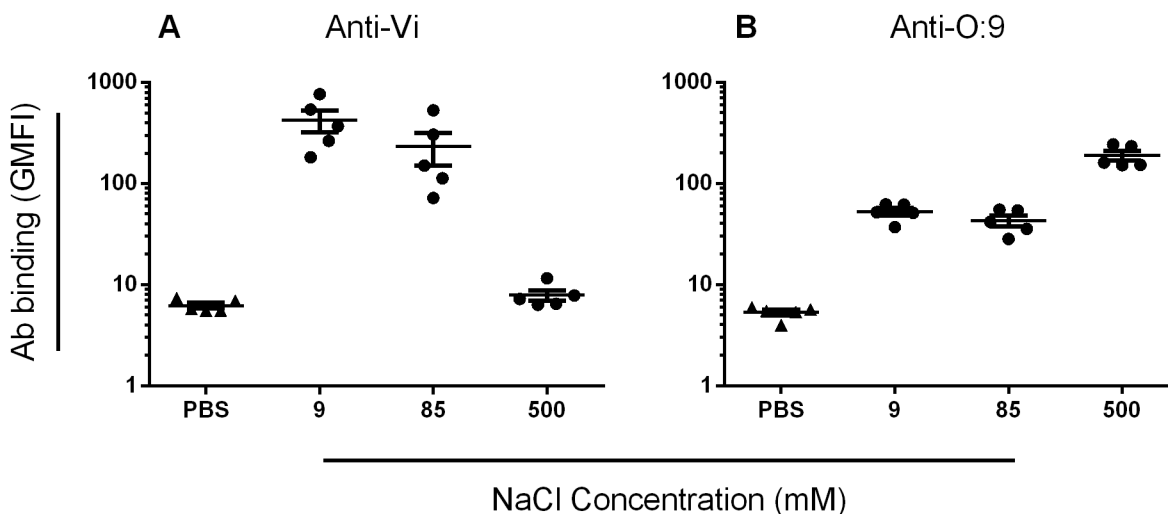 A Anti-Vi
B Anti-O:9
Ab binding (GMFI)
1000
100
10
1
PBS 9 85 500
1000
100
10
1
PBS 9 85 500
NaCl Concentration (mM)